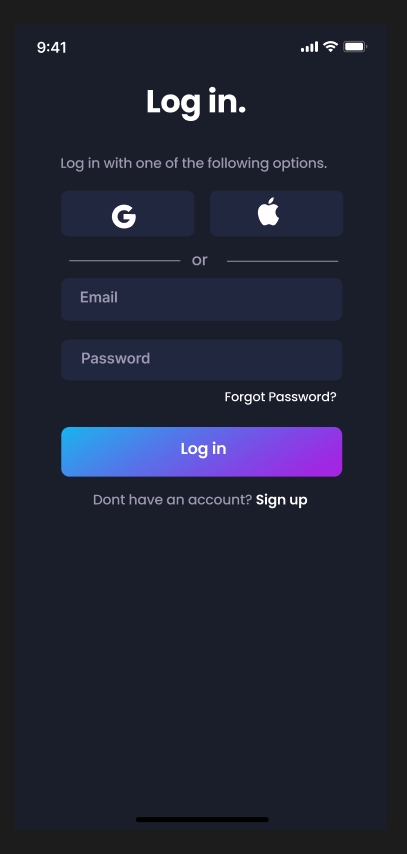 9:41
Log in.
Log in with one of the following options.
G
or
Email
Password
Forgot Password?
Log in
Dont have an account? Sign up